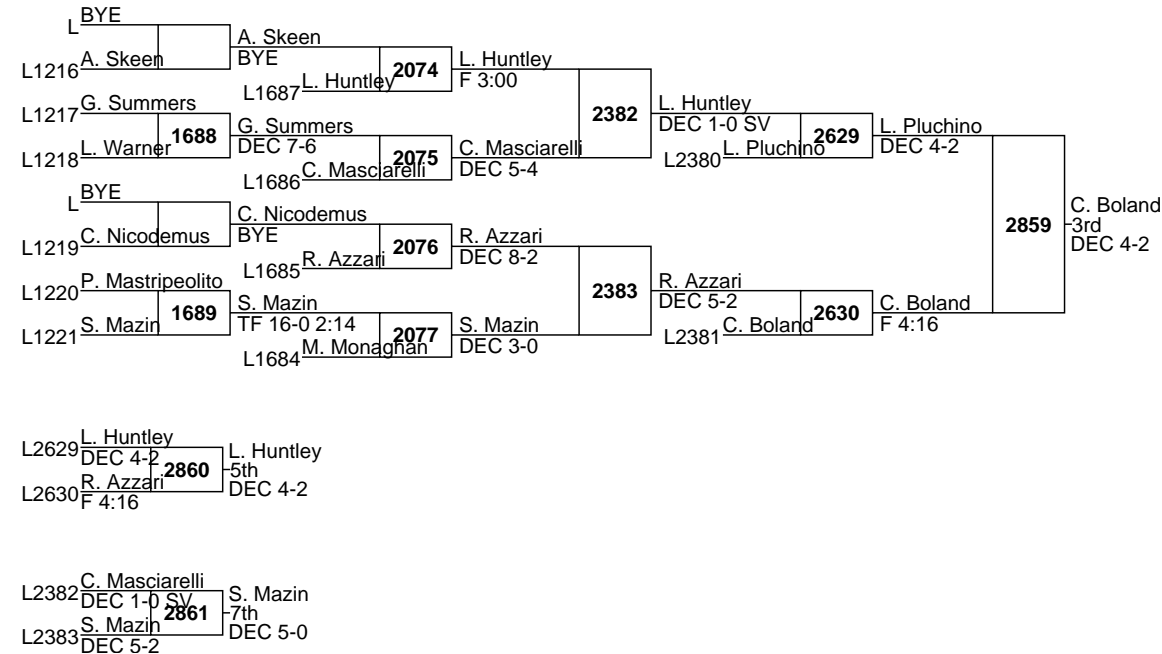 L BYE
L1216 A. Skeen
A. Skeen
BYE
L1687 L. Huntley
2074
L. Huntley
F 3:00
L1217 G. Summers
L1218 L. Warner
1688
G. Summers
DEC 7-6
L1686 C. Masciarelli
2075
C. Masciarelli
DEC 5-4
2382
L. Huntley
DEC 1-0 SV
L2380 L. Pluchino
2629
L. Pluchino
DEC 4-2
L BYE
L1219 C. Nicodemus
C. Nicodemus
BYE
L1685 R. Azzari
2076
R. Azzari
DEC 8-2
L1220 P. Mastripeolito
L1221 S. Mazin
1689
S. Mazin
TF 16-0 2:14
L1684 M. Monaghan
2077
S. Mazin
DEC 3-0
2383
R. Azzari
DEC 5-2
L2381 C. Boland
2630
C. Boland
F 4:16
2859
C. Boland
3rd
DEC 4-2
L2629 L. Huntley
DEC 4-2
L2630 R. Azzari
F 4:16
2860
L. Huntley
5th
DEC 4-2
L2382 C. Masciarelli
DEC 1-0 SV
L2383 S. Mazin
DEC 5-2
2861
S. Mazin
7th
DEC 5-0